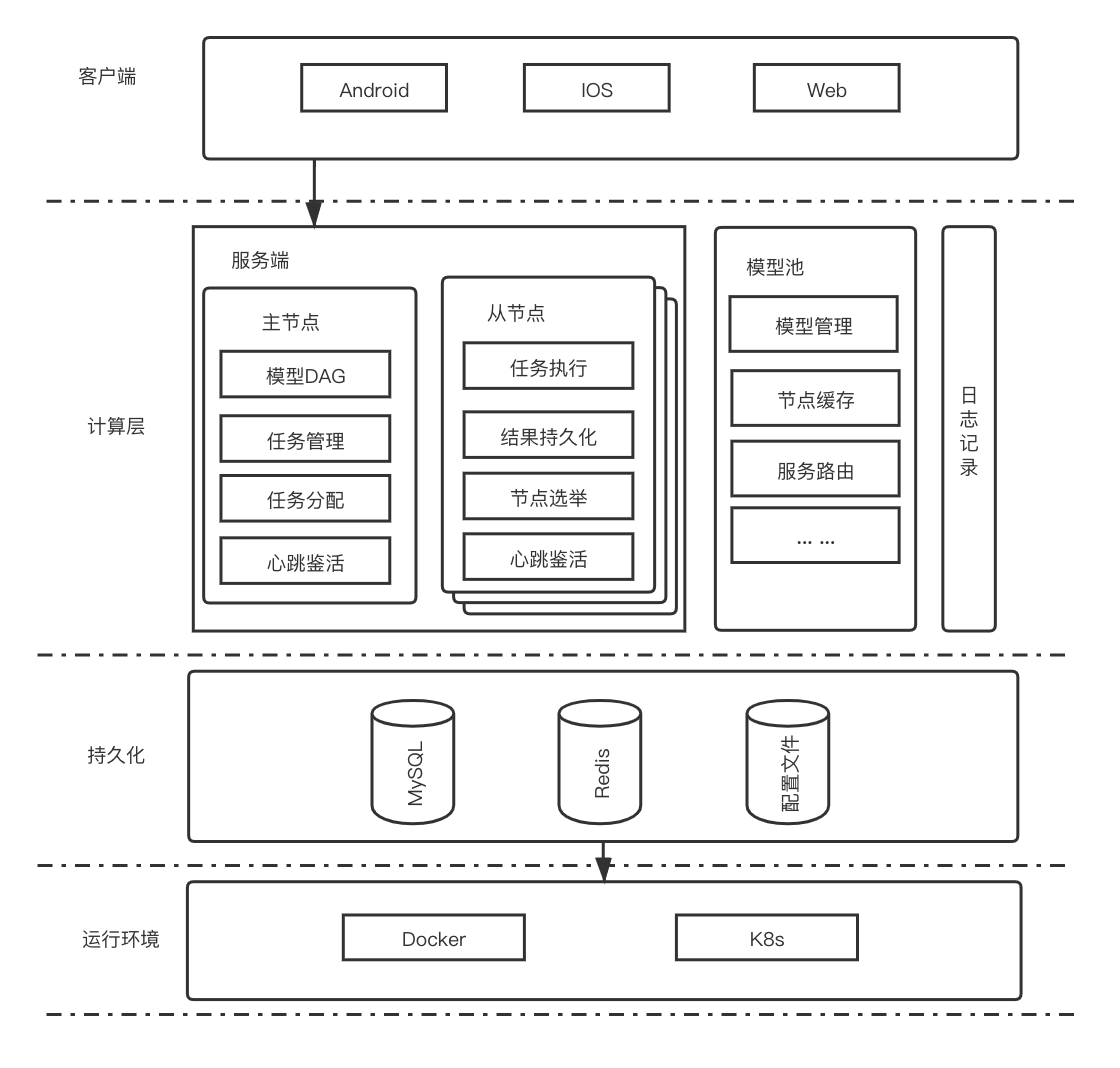 客户端
Android
IOS
Web
服务端
模型池
主节点
从节点
模型DAG
任务管理
任务分配
心跳鉴活
任务执行
结果持久化
节点选举
心跳鉴活
模型管理
节点缓存
服务路由
... ...
日志记录
计算层
持久化
MySQL
Redis
配置文件
运行环境
Docker
K8s